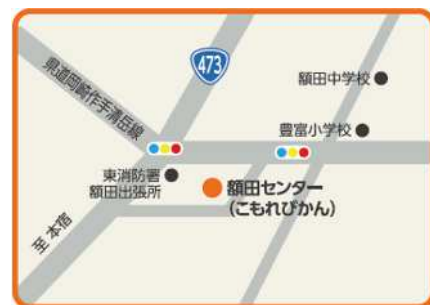 473
県道岡崎作手清岳線
額田中学校
豊富小学校
東消防署
額田出張所
額田センター
(こもれびかん)
至 本宿